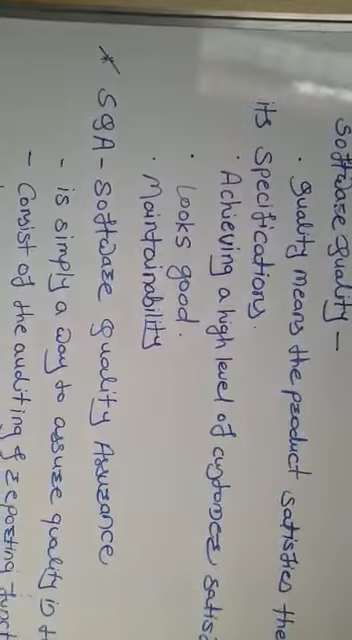 Software Quality -
· Quality means the product satisfies the
its specifications.
· Achieving a high level of customer satis
· Looks good.
· Maintainability
* SQA - Software Quality Assurance
- is simply a way to assure quality in t
- Consist of the auditing & reporting funct